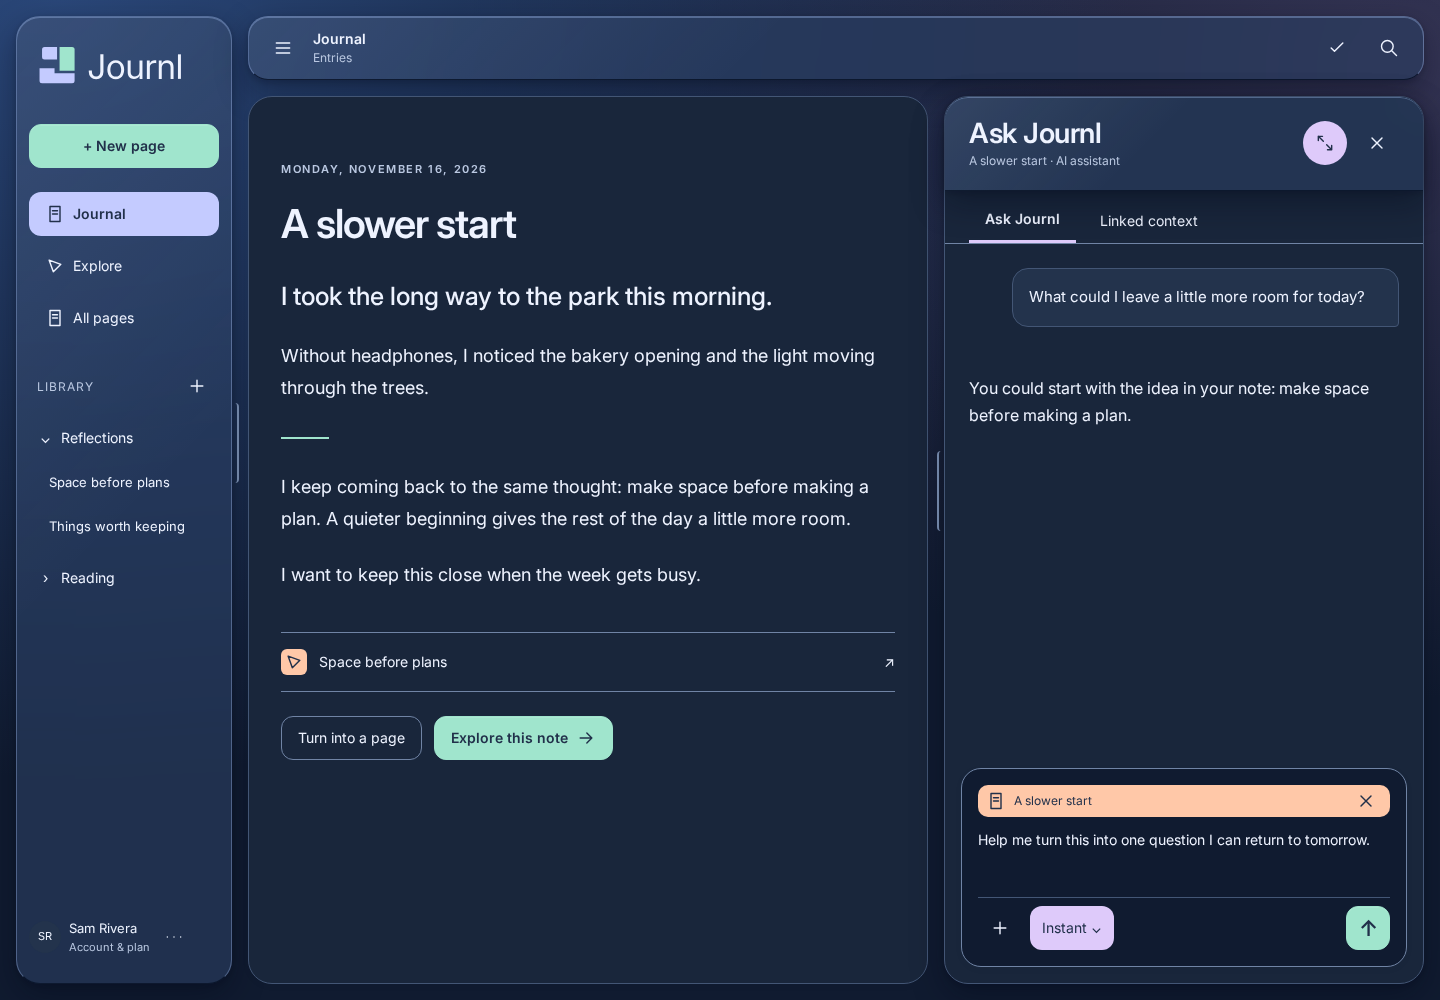 Journl
+ New page
Journal
Explore
All pages
LIBRARY
Reflections
Space before plans
Things worth keeping
Reading
SR
Sam Rivera
Account & plan
...
Journal
Entries
MONDAY, NOVEMBER 16, 2026
A slower start
I took the long way to the park this morning.
Without headphones, I noticed the bakery opening and the light moving
through the trees.
I keep coming back to the same thought: make space before making a
plan. A quieter beginning gives the rest of the day a little more room.
I want to keep this close when the week gets busy.
Space before plans
Turn into a page
Explore this note
Ask Journl
A slower start · AI assistant
Ask Journl
Linked context
What could I leave a little more room for today?
You could start with the idea in your note: make space
before making a plan.
A slower start
Help me turn this into one question I can return to tomorrow.
Instant